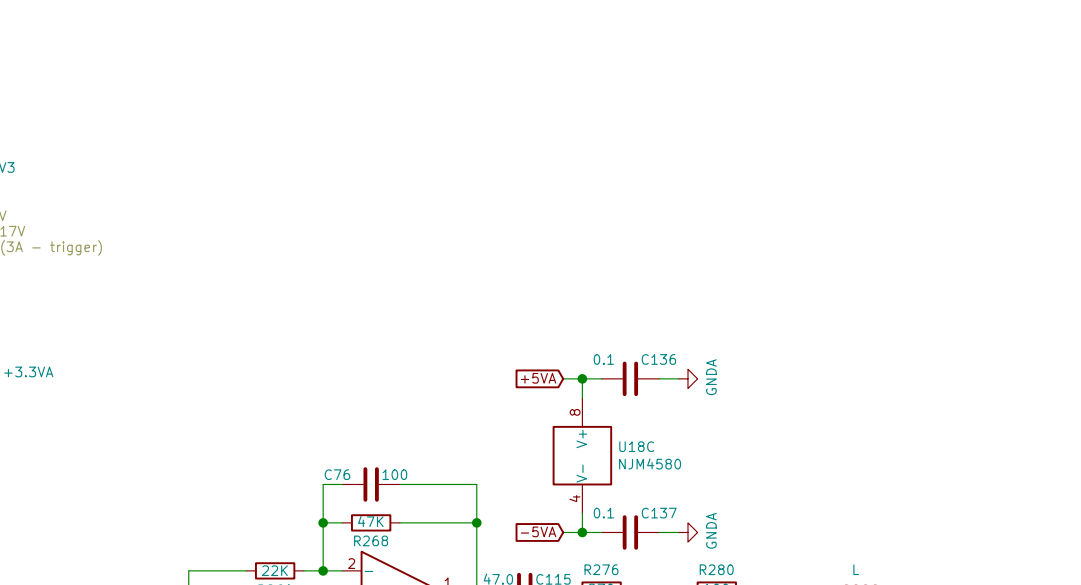 V3
V
17V
(3A - trigger)
+3.3VA
0.1 C136
+5VA
GNDA
8
V+
U18C
NJM4580
V-
4
C76 100
47K
R268
0.1 C137
-5VA
GNDA
2
-
22K
1
47.0 C115
R276
R280
L